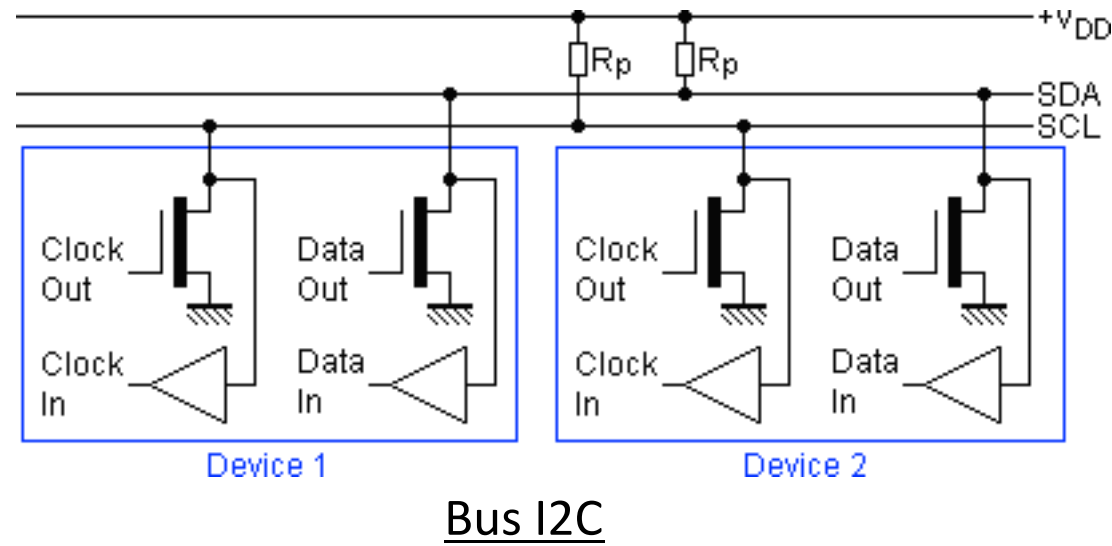 +VDD
Rp Rp
SDA
SCL
Clock Out
Data Out
Clock Out
Data Out
Clock In
Data In
Clock In
Data In
Device 1
Device 2
Bus I2C